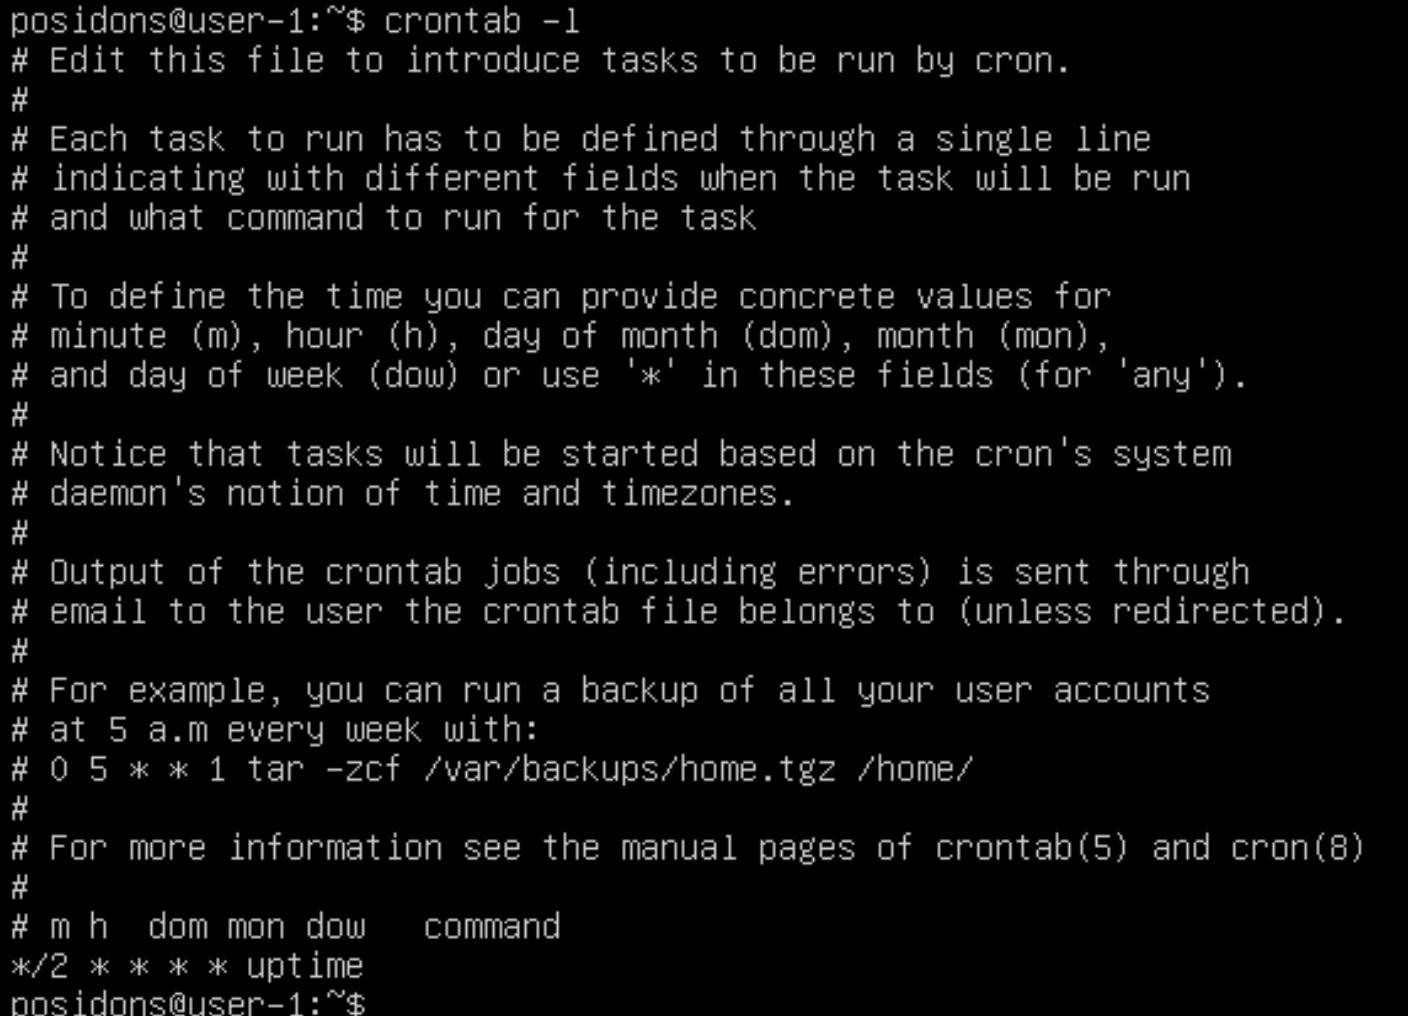 posidons@user-1:~$ crontab -l
# Edit this file to introduce tasks to be run by cron.
#
# Each task to run has to be defined through a single line
# indicating with different fields when the task will be run
# and what command to run for the task
#
# To define the time you can provide concrete values for
# minute (m), hour (h), day of month (dom), month (mon),
# and day of week (dow) or use '*' in these fields (for 'any').
#
# Notice that tasks will be started based on the cron's system
# daemon's notion of time and timezones.
#
# Output of the crontab jobs (including errors) is sent through
# email to the user the crontab file belongs to (unless redirected).
#
# For example, you can run a backup of all your user accounts
# at 5 a.m every week with:
# 0 5 * * 1 tar -zcf /var/backups/home.tgz /home/
#
# For more information see the manual pages of crontab(5) and cron(8)
#
# m h  dom mon dow   command
*/2 * * * * uptime
posidons@user-1:~$